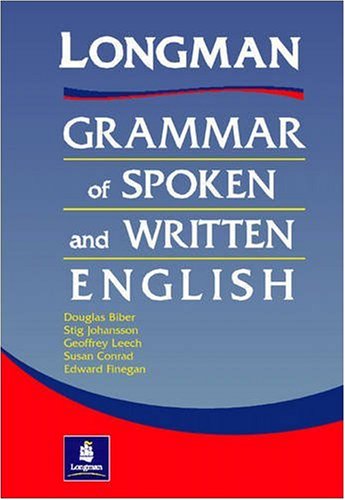 LONGMAN
GRAMMAR
of SPOKEN
and WRITTEN
ENGLISH
Douglas Biber
Stig Johansson
Geoffrey Leech
Susan Conrad
Edward Finegan
Longman